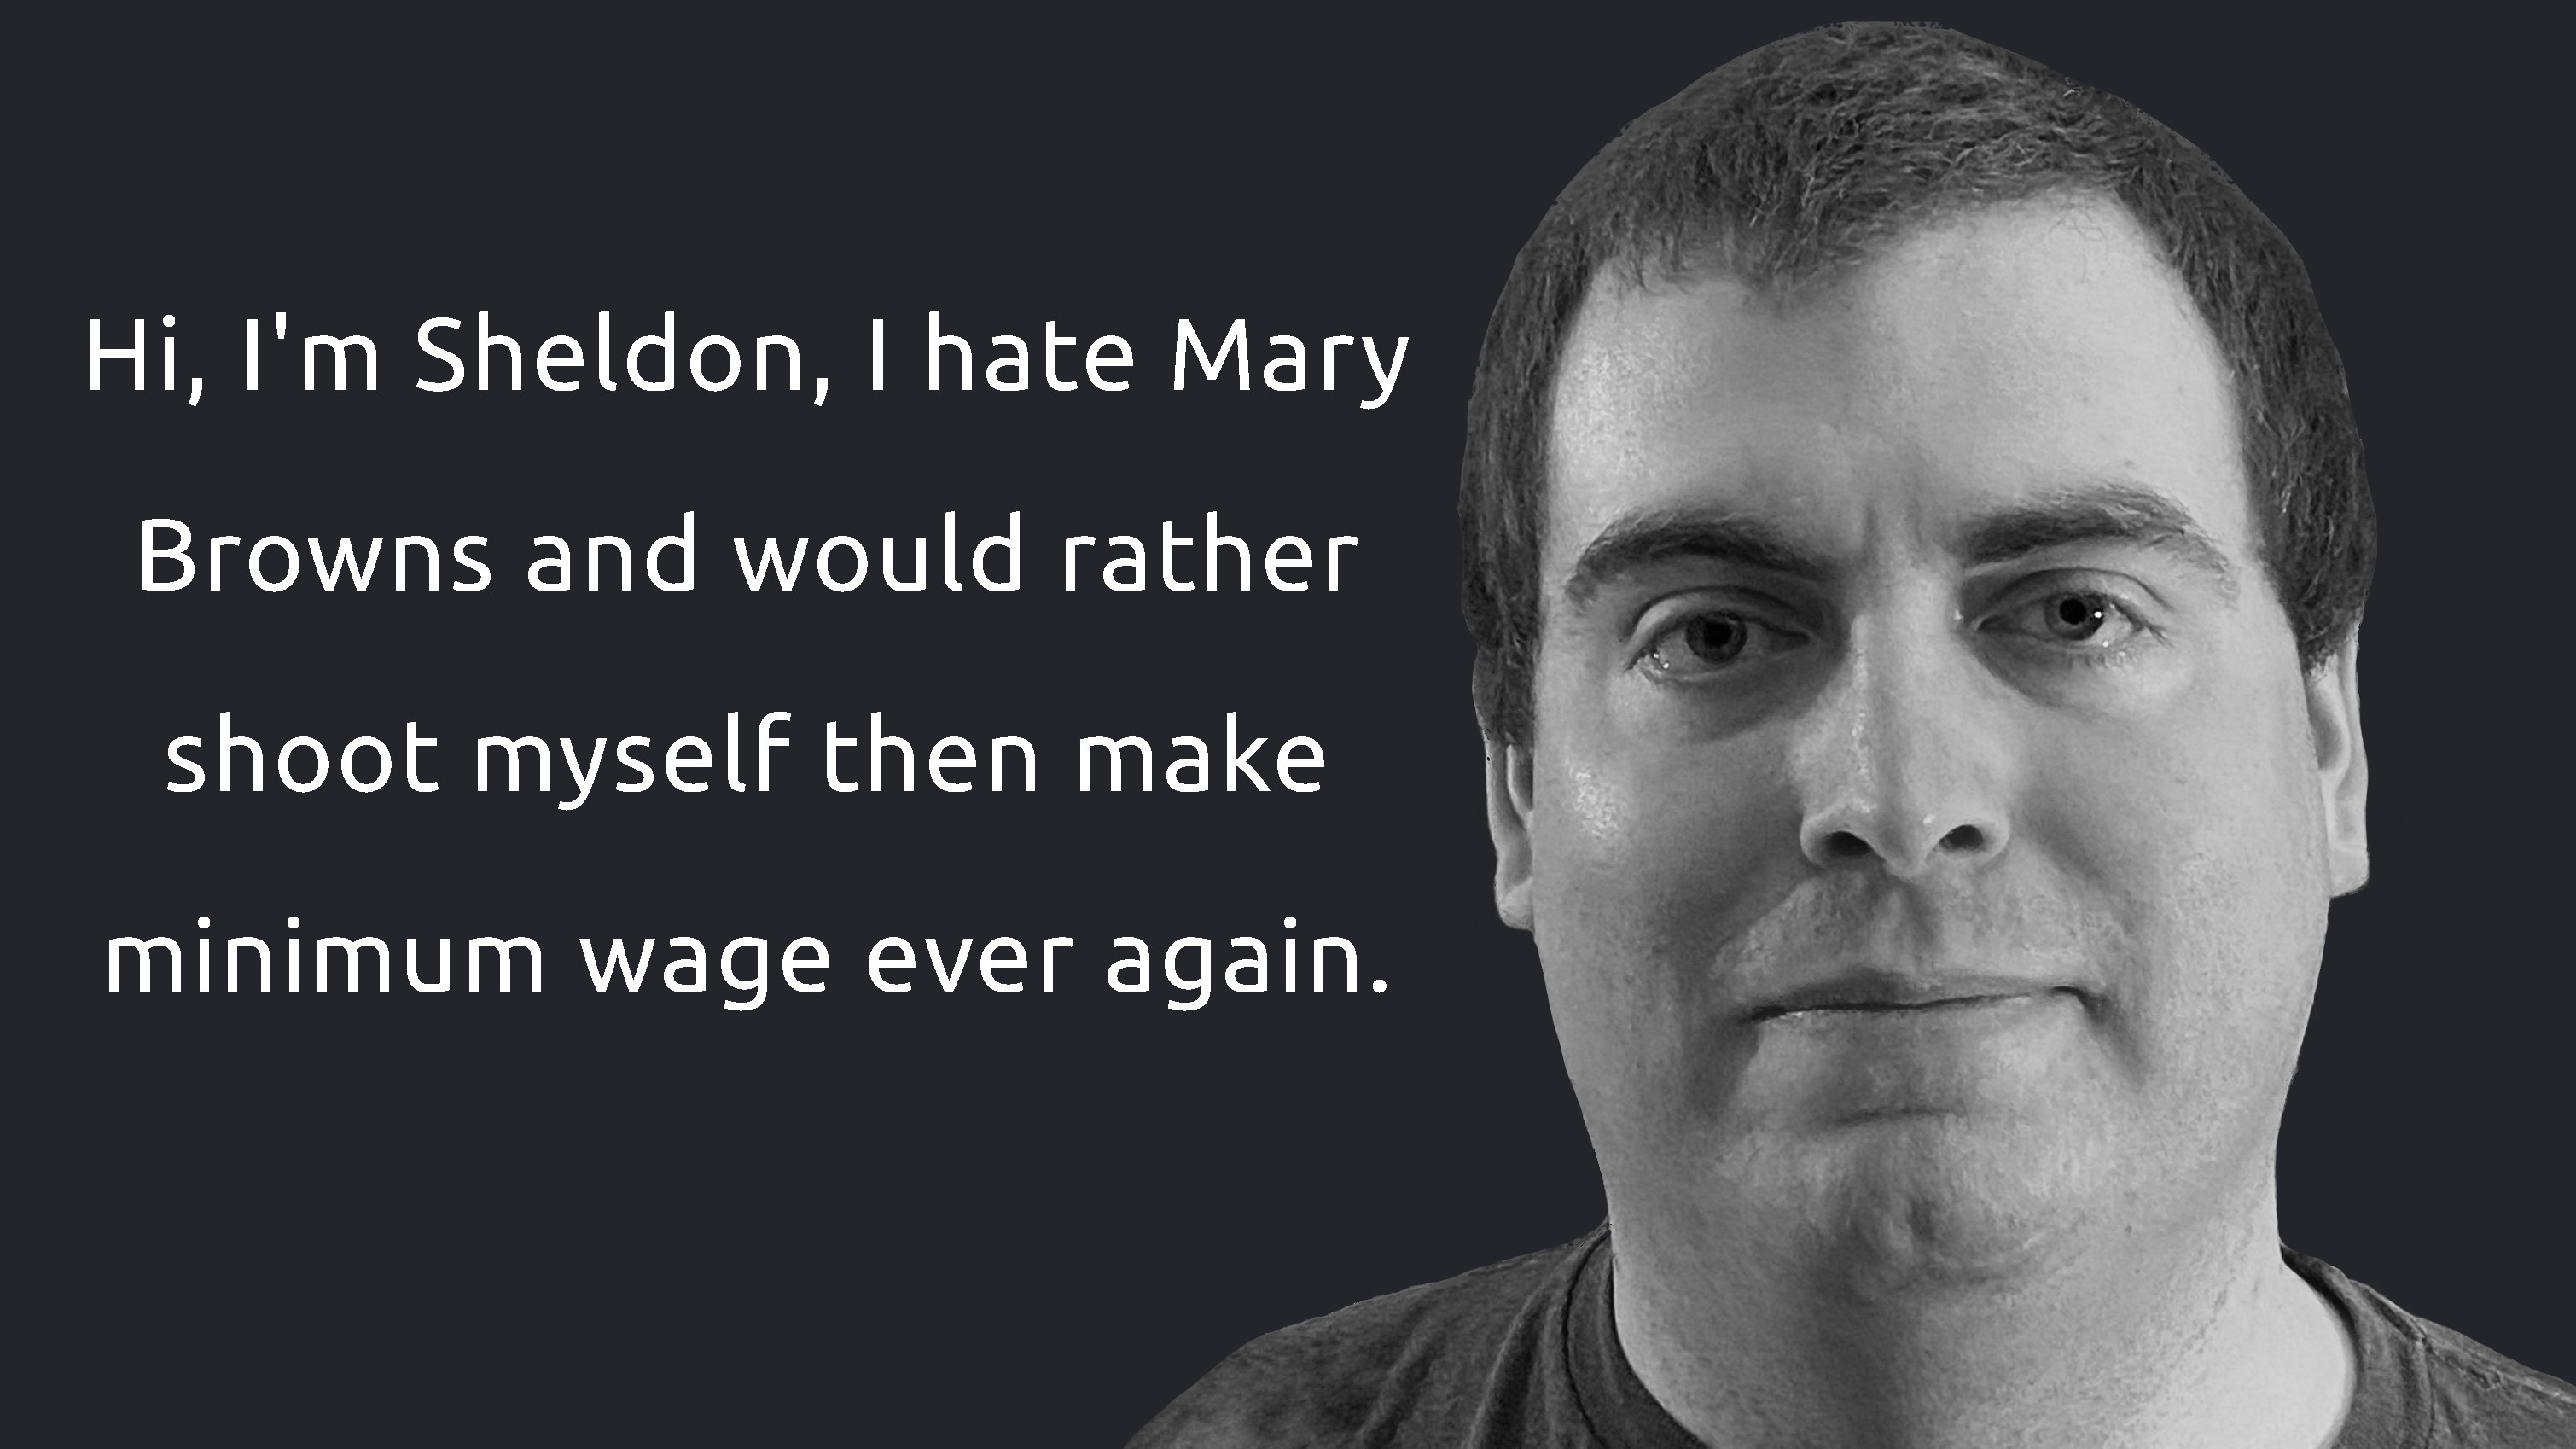 Hi, I'm Sheldon, I hate Mary
Browns and would rather
shoot myself then make
minimum wage ever again.